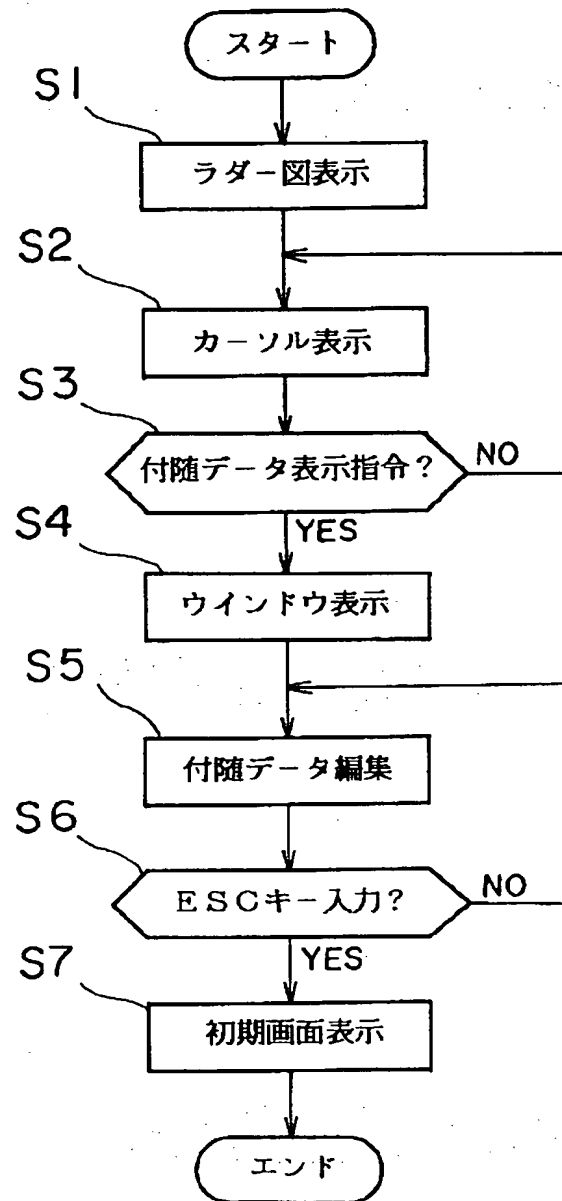 スタート
S1
ラダー図表示
S2
カーソル表示
S3
付随データ表示指令?
NO
YES
S4
ウインドウ表示
S5
付随データ編集
S6
ESCキー入力?
NO
YES
S7
初期画面表示
エンド